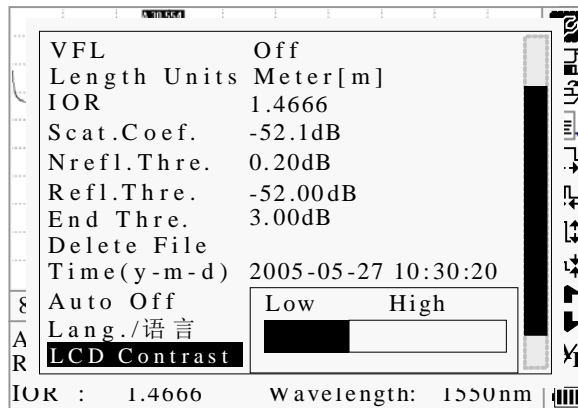 A 30.554
VFL Off
Length Units Meter[m]
IOR 1.4666
Scat.Coef. -52.1dB
Nrefl.Thre. 0.20dB
Refl.Thre. -52.00dB
End Thre. 3.00dB
Delete File
Time(y-m-d) 2005-05-27 10:30:20
Auto Off Low High
Lang./语言
LCD Contrast
A
R
IOR : 1.4666 Wavelength: 1550nm